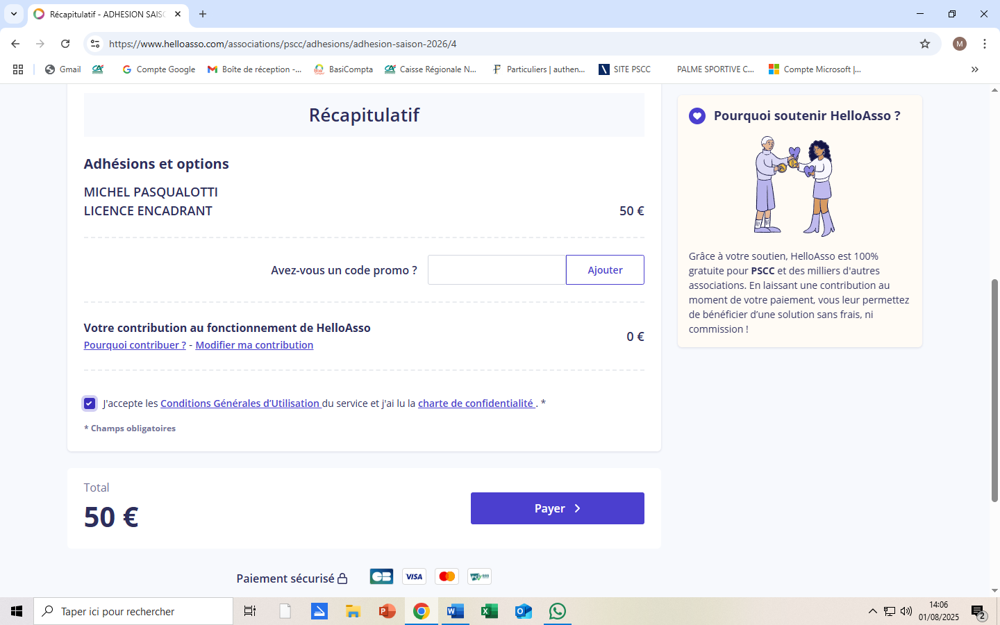 Récapitulatif - ADHESION SAISO
https://www.helloasso.com/associations/pscc/adhesions/adhesion-saison-2026/4
M
Gmail
Compte Google
Boîte de réception -...
BasiCompta
Caisse Régionale N...
Particuliers | authen...
SITE PSCC
PALME SPORTIVE C...
Compte Microsoft |...
Récapitulatif
Adhésions et options
MICHEL PASQUALOTTI
LICENCE ENCADRANT 50 €
Avez-vous un code promo ? Ajouter
Votre contribution au fonctionnement de HelloAsso
Pourquoi contribuer ? - Modifier ma contribution 0 €
J'accepte les Conditions Générales d’Utilisation du service et j'ai lu la charte de confidentialité . *
* Champs obligatoires
Total
50 €
Payer
Paiement sécurisé
CB VISA
Pourquoi soutenir HelloAsso ?
Grâce à votre soutien, HelloAsso est 100%
gratuite pour PSCC et des milliers d'autres
associations. En laissant une contribution au
moment de votre paiement, vous leur permettez
de bénéficier d’une solution sans frais, ni
commission !
Taper ici pour rechercher
14:06
01/08/2025
2